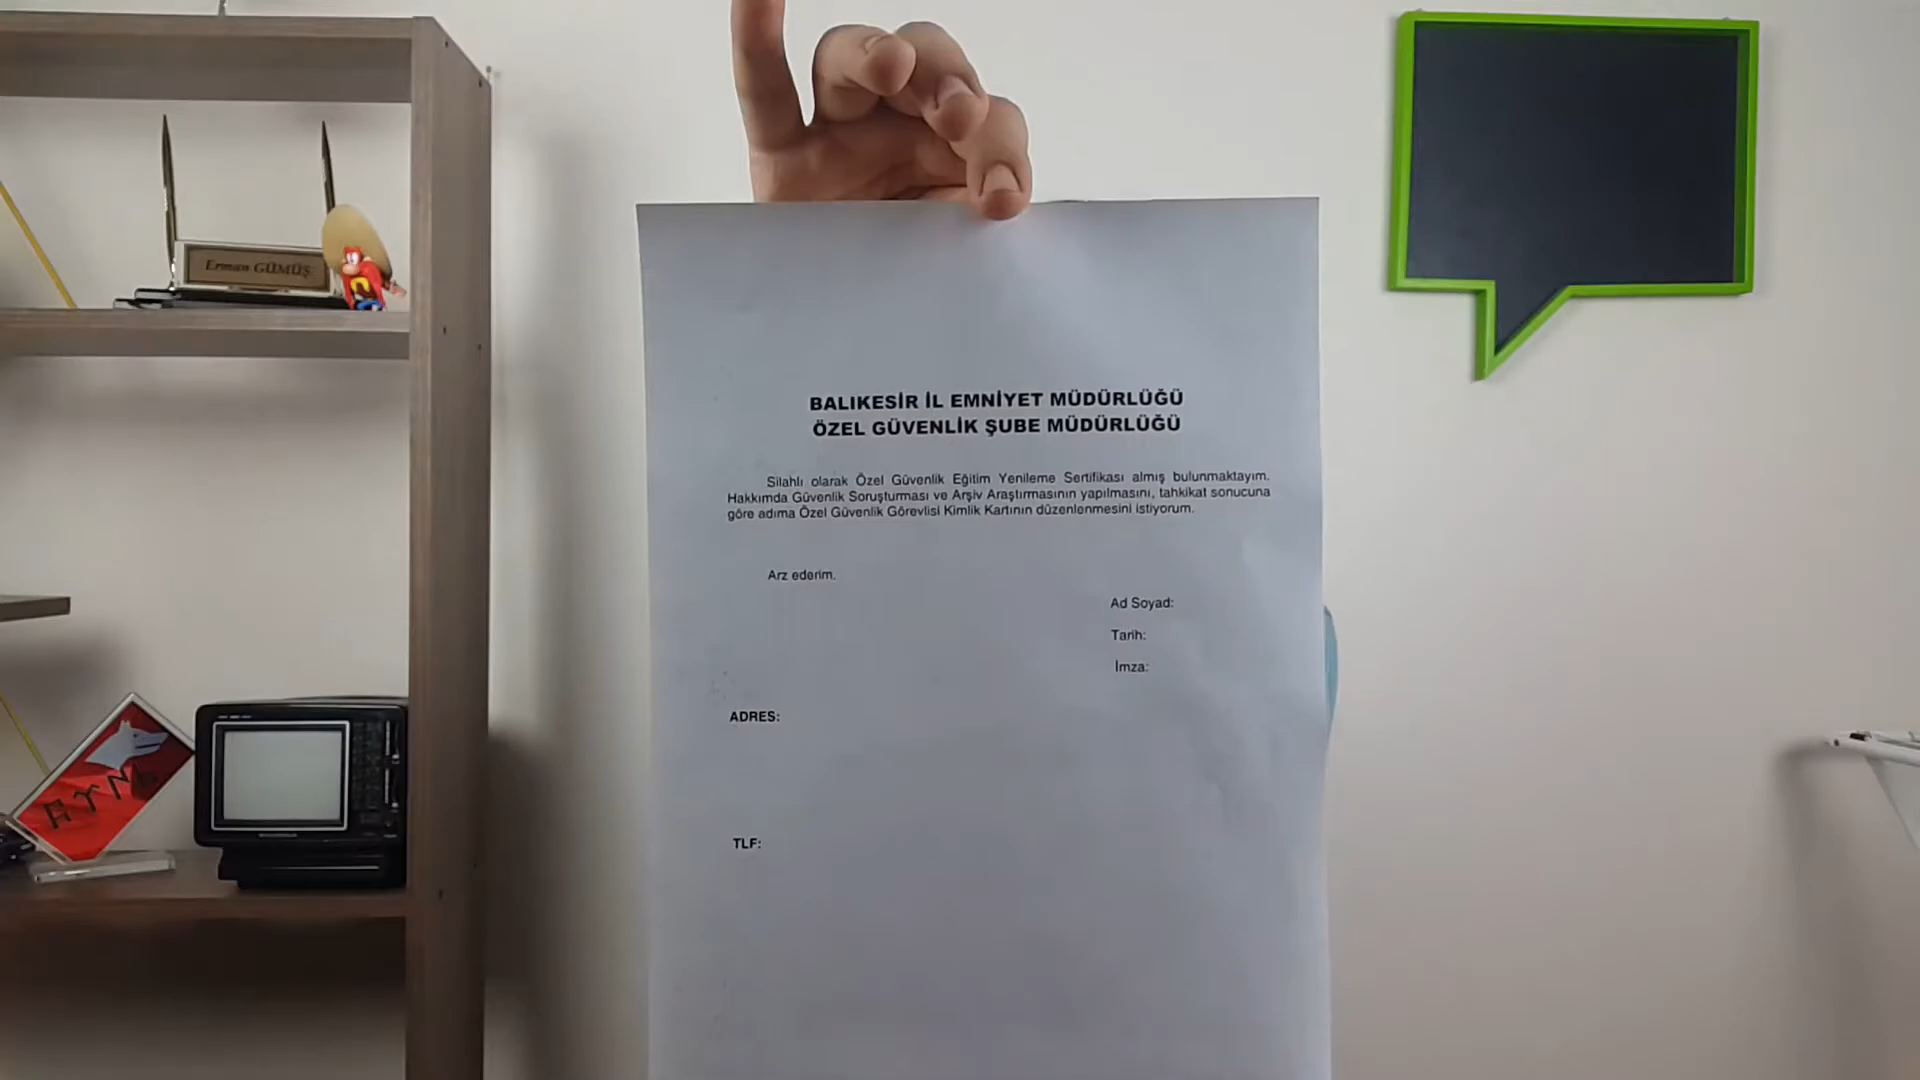 Erman GÜMÜŞ
BALIKESİR İL EMNİYET MÜDÜRLÜĞÜ
ÖZEL GÜVENLİK ŞUBE MÜDÜRLÜĞÜ
Silahlı olarak Özel Güvenlik Eğitim Yenileme Sertifikası almış bulunmaktayım.
Hakkımda Güvenlik Soruşturması ve Arşiv Araştırmasının yapılmasını, tahkikat sonucuna
göre adıma Özel Güvenlik Görevlisi Kimlik Kartının düzenlenmesini istiyorum.
Arz ederim.
Ad Soyad:
Tarih:
İmza:
ADRES:
TLF: